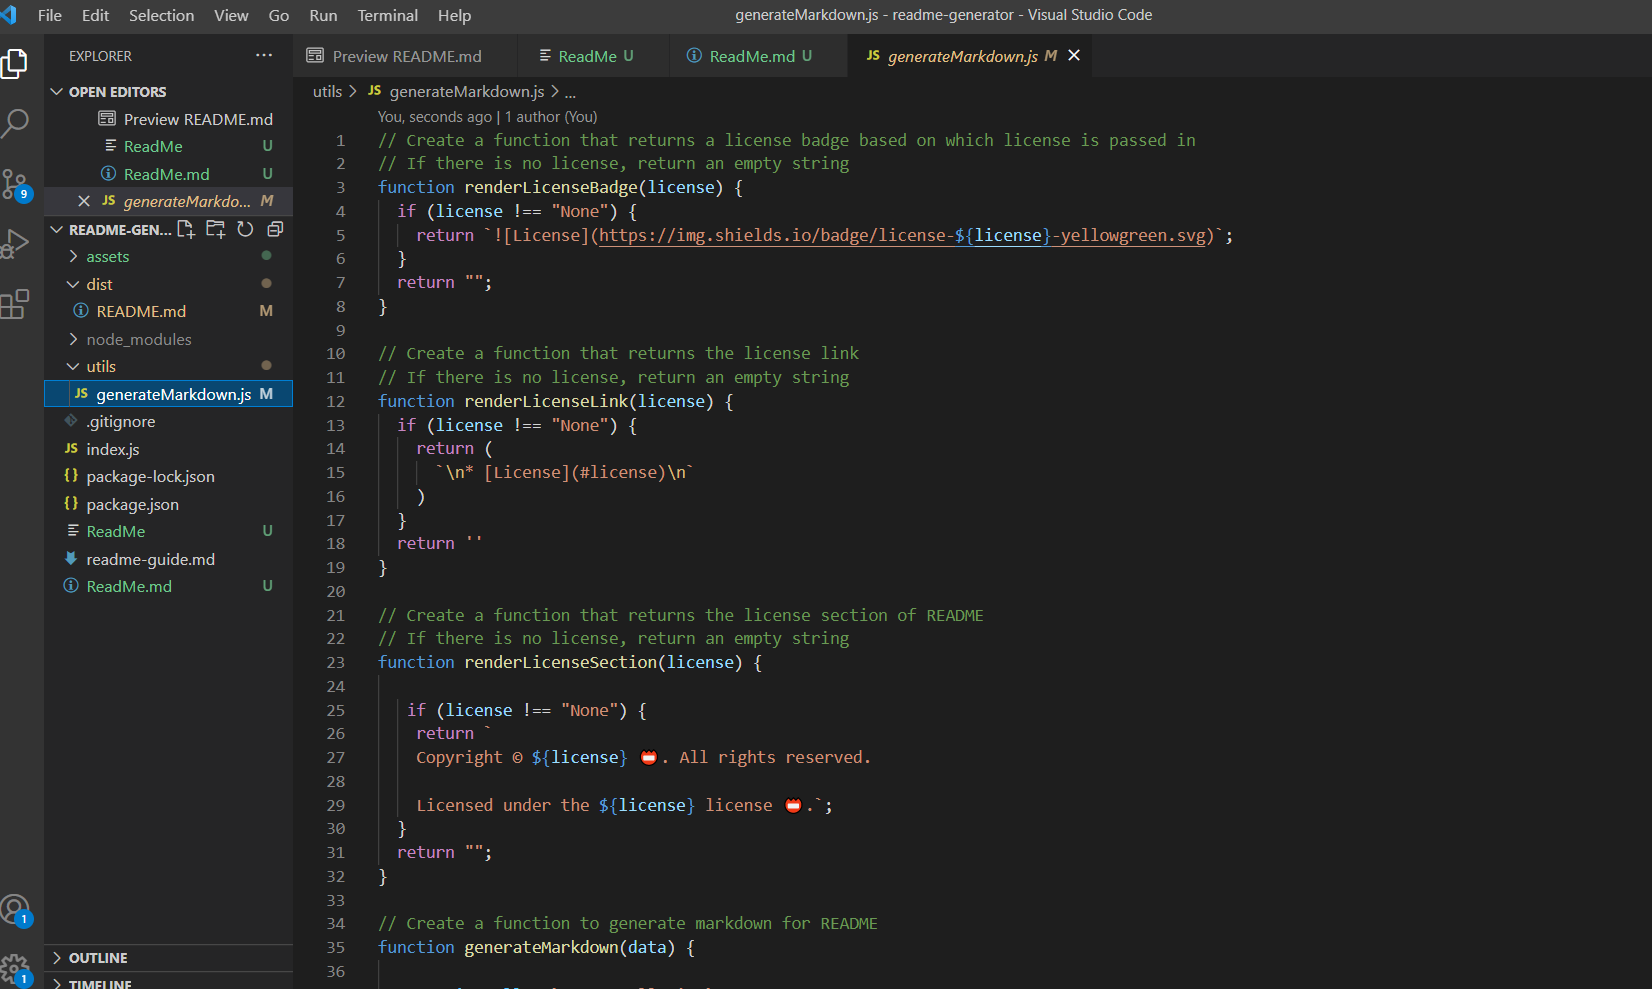 File Edit Selection View Go Run Terminal Help
generateMarkdown.js - readme-generator - Visual Studio Code
EXPLORER
OPEN EDITORS
Preview README.md
ReadMe U
ReadMe.md U
JS generateMarkdo... M
README-GEN...
assets
dist
README.md M
node_modules
utils
JS generateMarkdown.js M
.gitignore
JS index.js
{} package-lock.json
{} package.json
ReadMe U
readme-guide.md
ReadMe.md U
OUTLINE
TIMELINE
9
1
1
Preview README.md
ReadMe U
ReadMe.md U
JS generateMarkdown.js M
utils > JS generateMarkdown.js > ...
You, seconds ago | 1 author (You)
1 // Create a function that returns a license badge based on which license is passed in
2 // If there is no license, return an empty string
3 function renderLicenseBadge(license) {
4 if (license !== "None") {
5 return `![License](https://img.shields.io/badge/license-${license}-yellowgreen.svg)`;
6 }
7 return "";
8 }
9
10 // Create a function that returns the license link
11 // If there is no license, return an empty string
12 function renderLicenseLink(license) {
13 if (license !== "None") {
14 return (
15 `\n* [License](#license)\n`
16 )
17 }
18 return ''
19 }
20
21 // Create a function that returns the license section of README
22 // If there is no license, return an empty string
23 function renderLicenseSection(license) {
24
25 if (license !== "None") {
26 return `
27 Copyright © ${license} 📛. All rights reserved.
28
29 Licensed under the ${license} license 📛.`;
30 }
31 return "";
32 }
33
34 // Create a function to generate markdown for README
35 function generateMarkdown(data) {
36